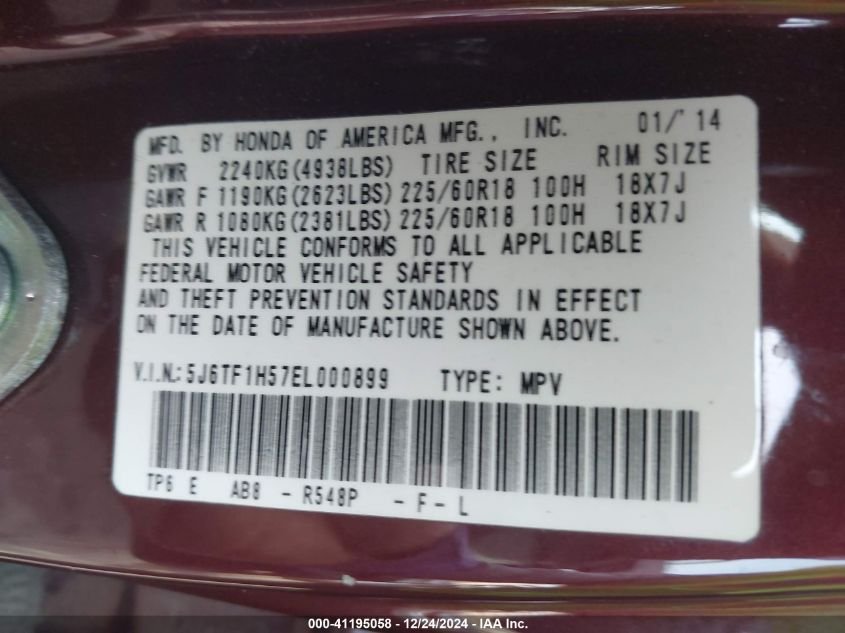 MFD. BY HONDA OF AMERICA MFG., INC. 01/'14
GVWR 2240KG(4938LBS) TIRE SIZE RIM SIZE
GAWR F 1190KG(2623LBS) 225/60R18 100H 18X7J
GAWR R 1080KG(2381LBS) 225/60R18 100H 18X7J
THIS VEHICLE CONFORMS TO ALL APPLICABLE
FEDERAL MOTOR VEHICLE SAFETY
AND THEFT PREVENTION STANDARDS IN EFFECT
ON THE DATE OF MANUFACTURE SHOWN ABOVE.
V.I.N.: 5J6TF1H57EL000899 TYPE: MPV
TP6 E AB8 - R548P - F - L
000-41195058 - 12/24/2024 - IAA Inc.